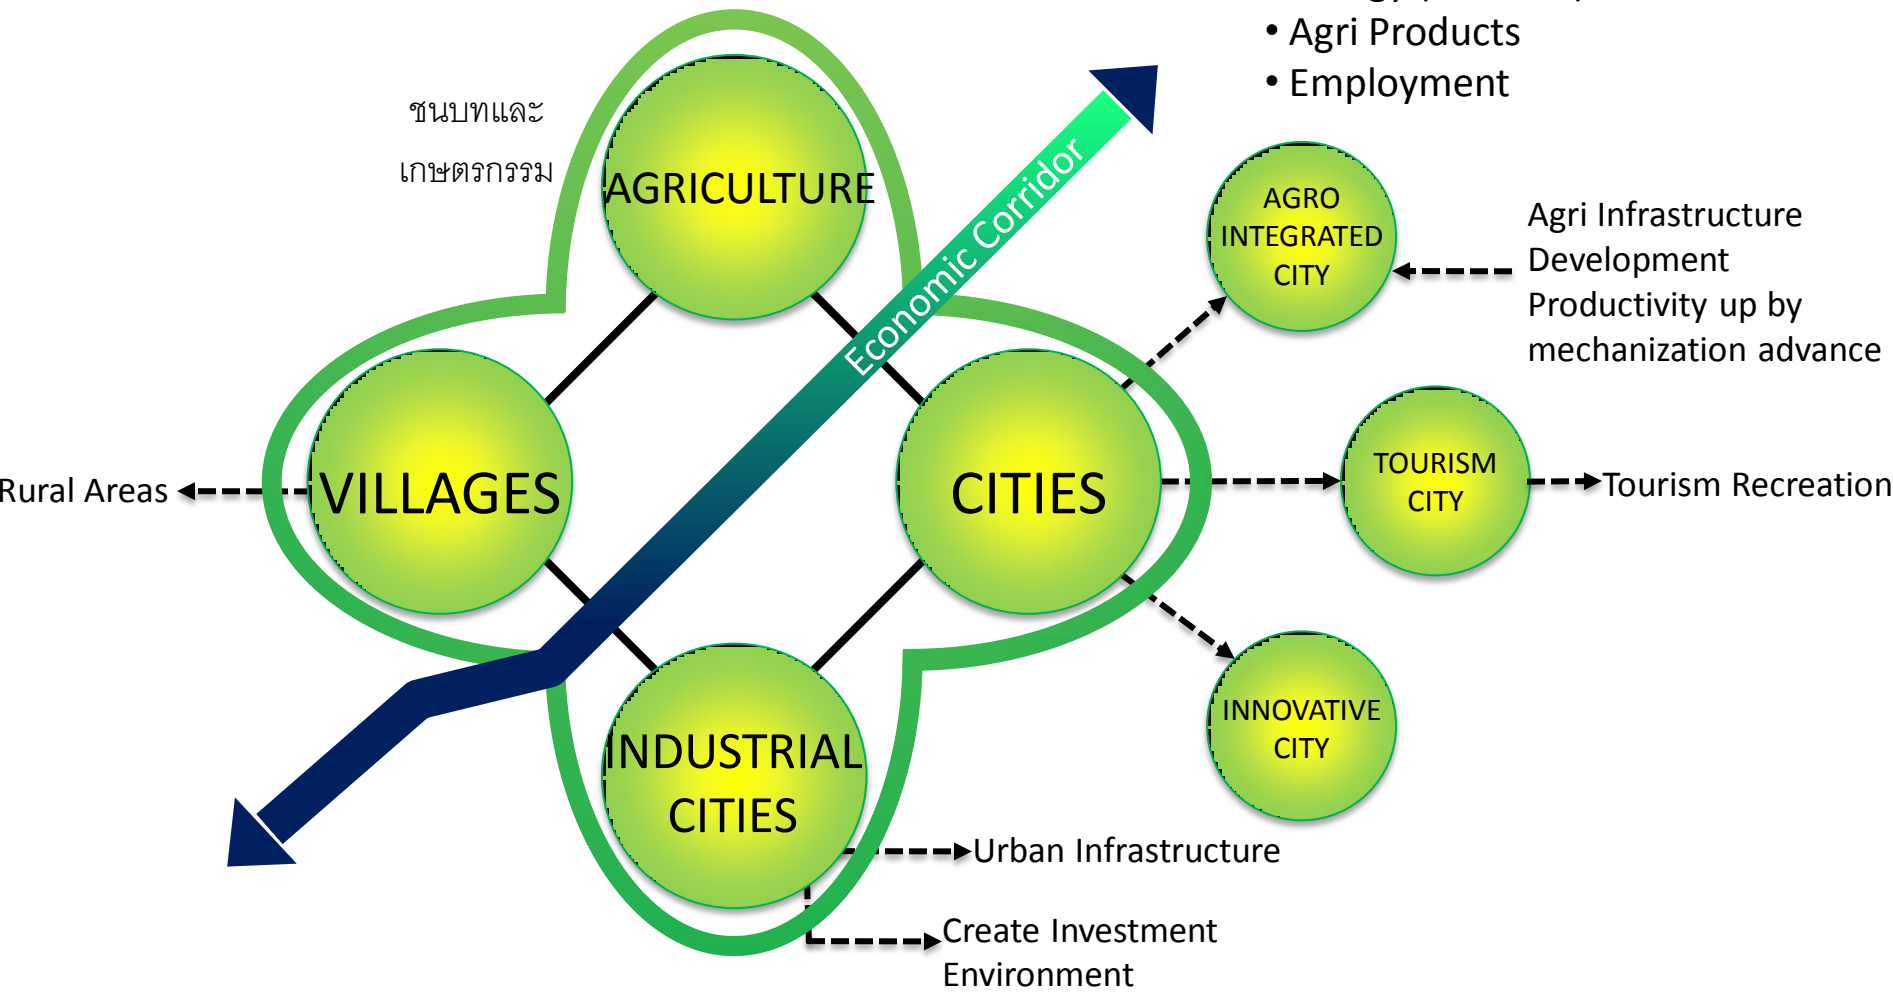 • Agri Products
• Employment
ชนบทและ
เกษตรกรรม
AGRICULTURE
Economic Corridor
AGRO
INTEGRATED
CITY
Agri Infrastructure
Development
Productivity up by
mechanization advance
Rural Areas
VILLAGES
CITIES
TOURISM
CITY
Tourism Recreation
INDUSTRIAL
CITIES
INNOVATIVE
CITY
Urban Infrastructure
Create Investment
Environment